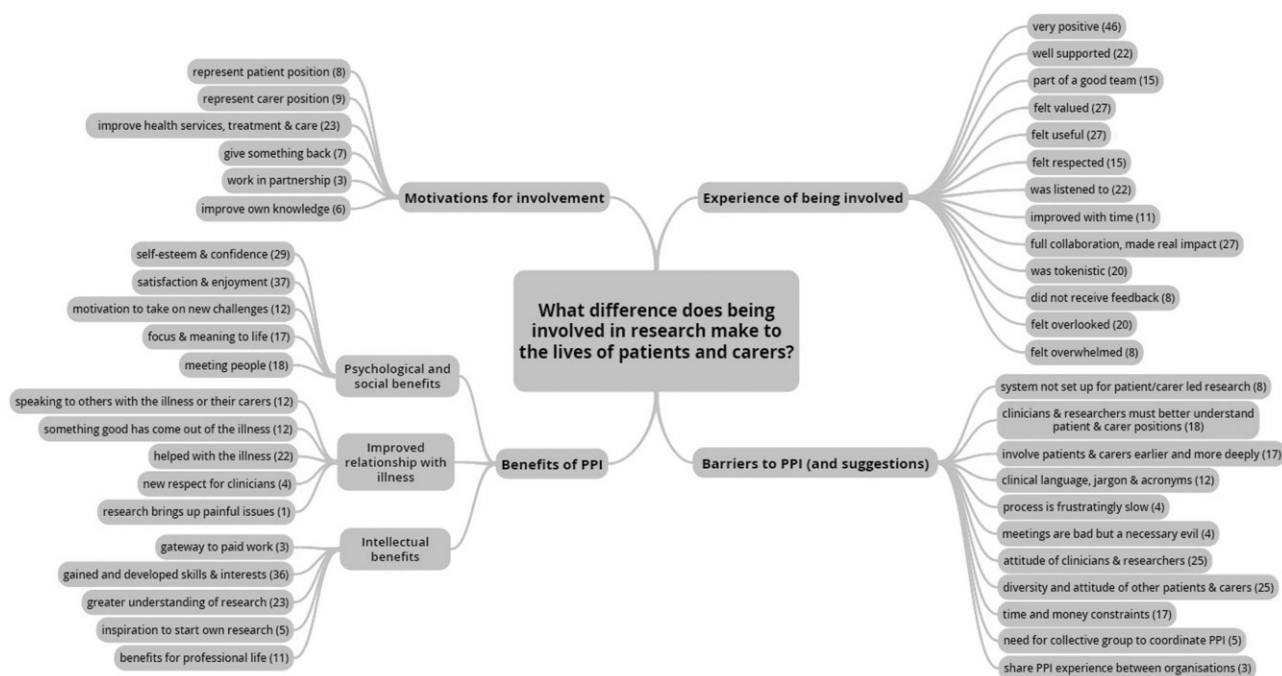 What difference does being
involved in research make to
the lives of patients and carers?
Motivations for involvement
represent patient position (8)
represent carer position (9)
improve health services, treatment & care (23)
give something back (7)
work in partnership (3)
improve own knowledge (6)
Experience of being involved
very positive (46)
well supported (22)
part of a good team (15)
felt valued (27)
felt useful (27)
felt respected (15)
was listened to (22)
improved with time (11)
full collaboration, made real impact (27)
was tokenistic (20)
did not receive feedback (8)
felt overlooked (20)
felt overwhelmed (8)
Benefits of PPI
Psychological and
social benefits
self-esteem & confidence (29)
satisfaction & enjoyment (37)
motivation to take on new challenges (12)
focus & meaning to life (17)
meeting people (18)
Improved
relationship with
illness
speaking to others with the illness or their carers (12)
something good has come out of the illness (12)
helped with the illness (22)
new respect for clinicians (4)
research brings up painful issues (1)
Intellectual
benefits
gateway to paid work (3)
gained and developed skills & interests (36)
greater understanding of research (23)
inspiration to start own research (5)
benefits for professional life (11)
Barriers to PPI (and suggestions)
system not set up for patient/carer led research (8)
clinicians & researchers must better understand
patient & carer positions (18)
involve patients & carers earlier and more deeply (17)
clinical language, jargon & acronyms (12)
process is frustratingly slow (4)
meetings are bad but a necessary evil (4)
attitude of clinicians & researchers (25)
diversity and attitude of other patients & carers (25)
time and money constraints (17)
need for collective group to coordinate PPI (5)
share PPI experience between organisations (3)